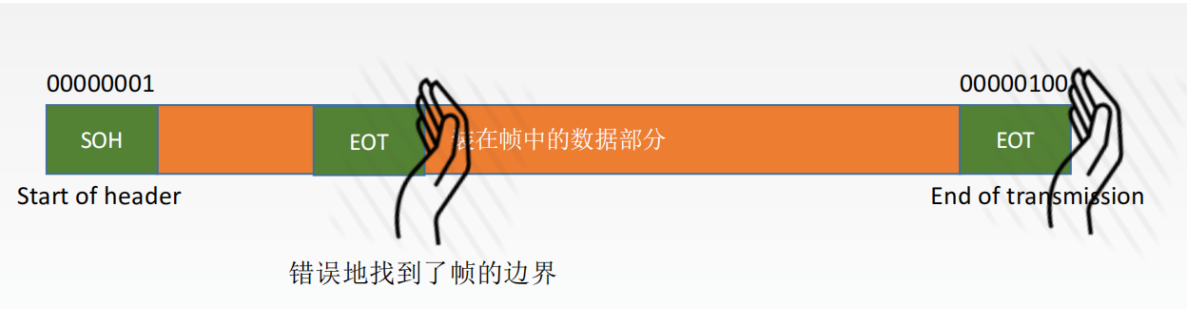 00000001
00000100
SOH
EOT
装在帧中的数据部分
EOT
Start of header
End of transmission
错误地找到了帧的边界